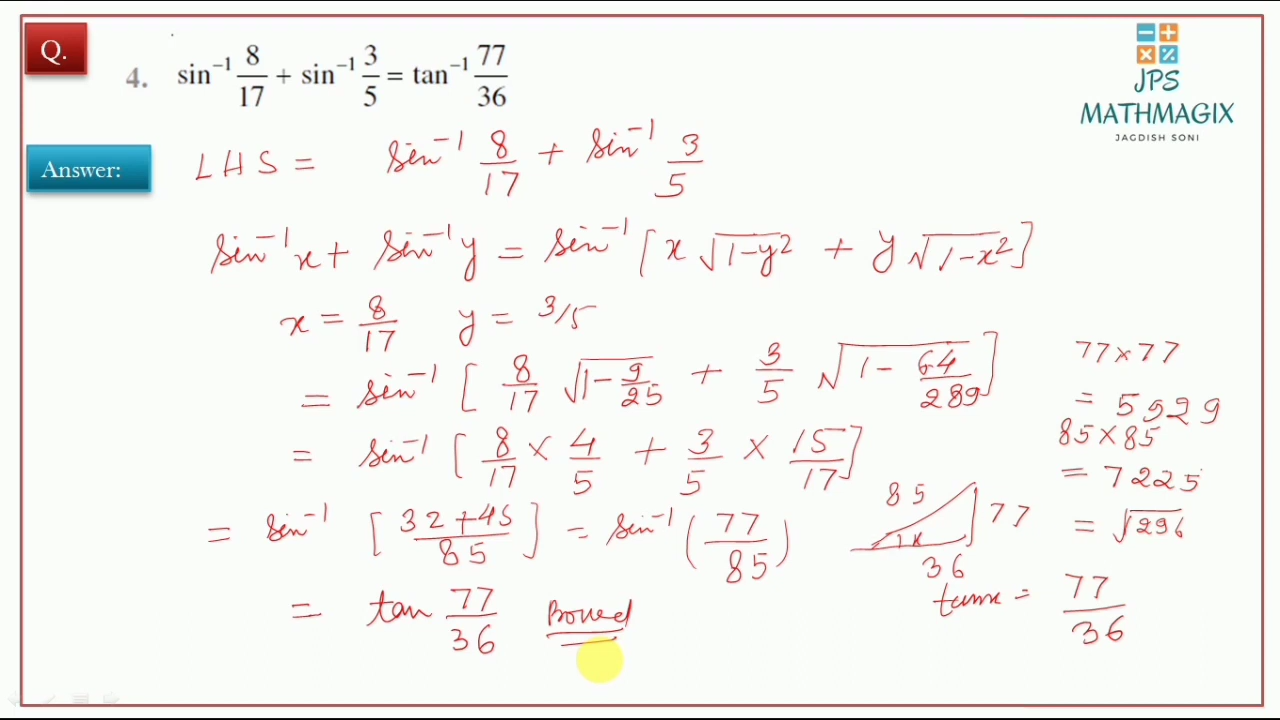 Q.
4. sin⁻¹ 8/17 + sin⁻¹ 3/5 = tan⁻¹ 77/36
JPS
MATHMAGIX
JAGDISH SONI
Answer:
LHS = sin⁻¹ 8/17 + sin⁻¹ 3/5
sin⁻¹x + sin⁻¹y = sin⁻¹[x √1-y² + y √1-x²]
x = 8/17 y = 3/5
= sin⁻¹ [8/17 √1-9/25 + 3/5 √1-64/289]
77×77
= 5929
= sin⁻¹ [8/17 × 4/5 + 3/5 × 15/17]
85×85
= 7225
= sin⁻¹ [32+45/85] = sin⁻¹ (77/85)
85 77
36
= √296
= tan 77/36 Proved
tanx = 77/36